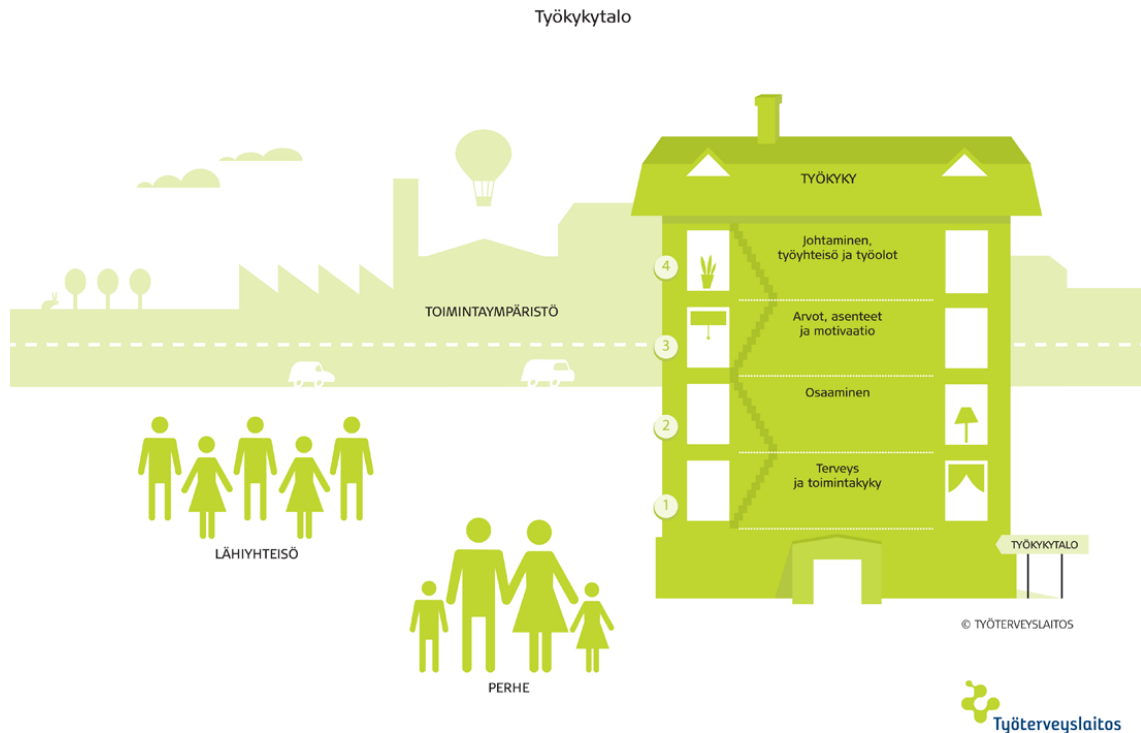 Työkykytalo
TYÖKYKY
Johtaminen,
työyhteisö ja työolot
4
TOIMINTAYMPÄRISTÖ
Arvot, asenteet
ja motivaatio
3
Osaaminen
2
Terveys
ja toimintakyky
1
LÄHIYHTEISÖ
TYÖKYKYTALO
© TYÖTERVEYSLAITOS
PERHE
Työterveyslaitos